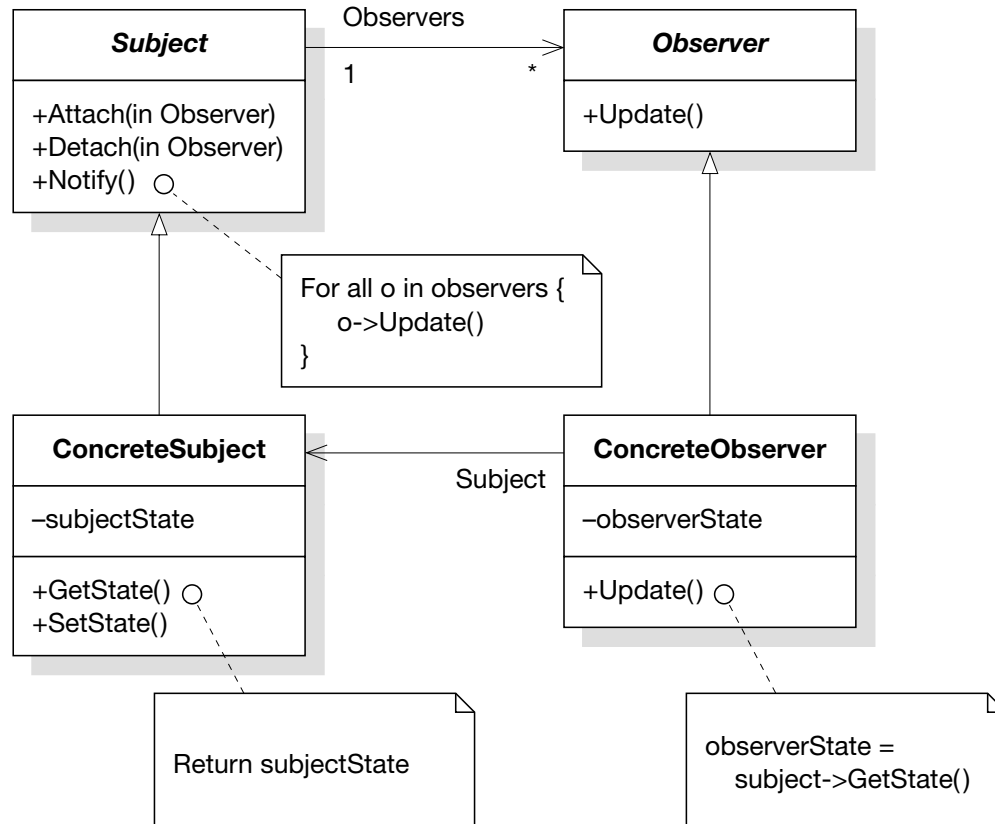 Subject
+Attach(in Observer)
+Detach(in Observer)
+Notify()
Observers
1
*
Observer
+Update()
For all o in observers {
o->Update()
}
ConcreteSubject
–subjectState
+GetState()
+SetState()
Subject
ConcreteObserver
–observerState
+Update()
Return subjectState
observerState =
subject->GetState()